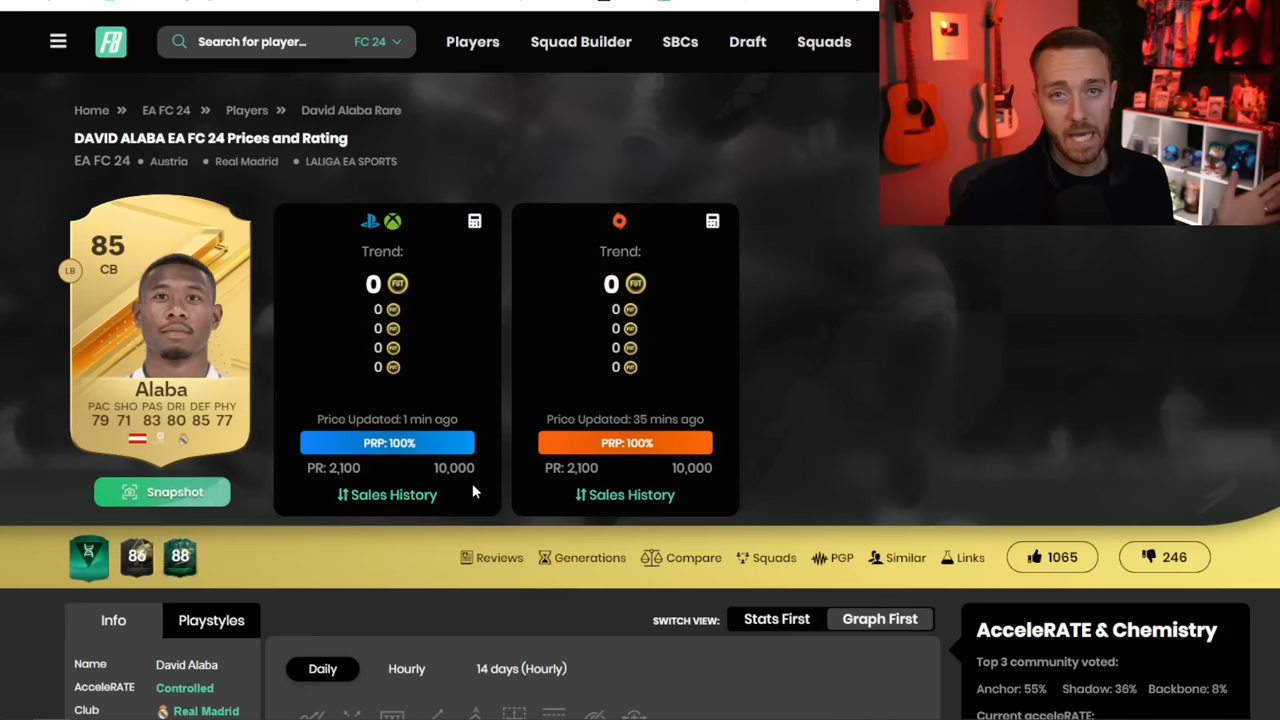 FB
Search for player...
FC 24
Players
Squad Builder
SBCs
Draft
Squads
Home » EA FC 24 » Players » David Alaba Rare
DAVID ALABA EA FC 24 Prices and Rating
EA FC 24 • Austria • Real Madrid • LALIGA EA SPORTS
85
CB
LB
Alaba
PAC SHO PAS DRI DEF PHY
79 71 83 80 85 77
Snapshot
Trend:
0 FUT
0
0
0
0
Price Updated: 1 min ago
PRP: 100%
PR: 2,100 10,000
Sales History
Trend:
0 FUT
0
0
0
0
Price Updated: 35 mins ago
PRP: 100%
PR: 2,100 10,000
Sales History
86
88
Reviews
Generations
Compare
Squads
PGP
Similar
Links
1065
246
Info
Playstyles
Name David Alaba
AcceleRATE Controlled
Club Real Madrid
SWITCH VIEW:
Stats First
Graph First
Daily
Hourly
14 days (Hourly)
TXT
AcceleRATE & Chemistry
Top 3 community voted:
Anchor: 55% Shadow: 36% Backbone: 8%
Current acceleRATE: